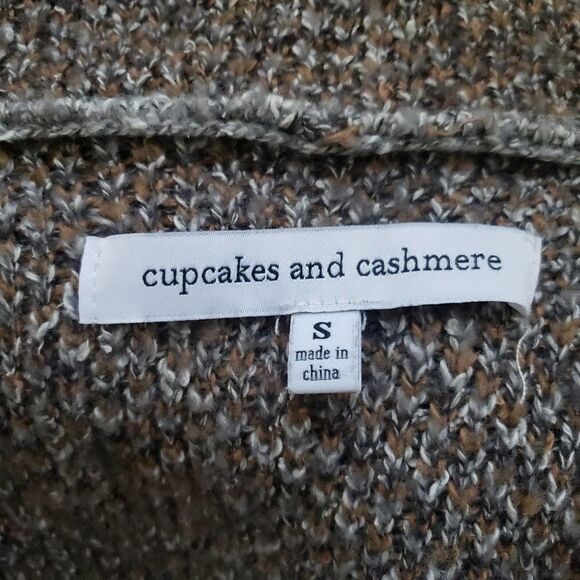 cupcakes and cashmere
S
made in
china